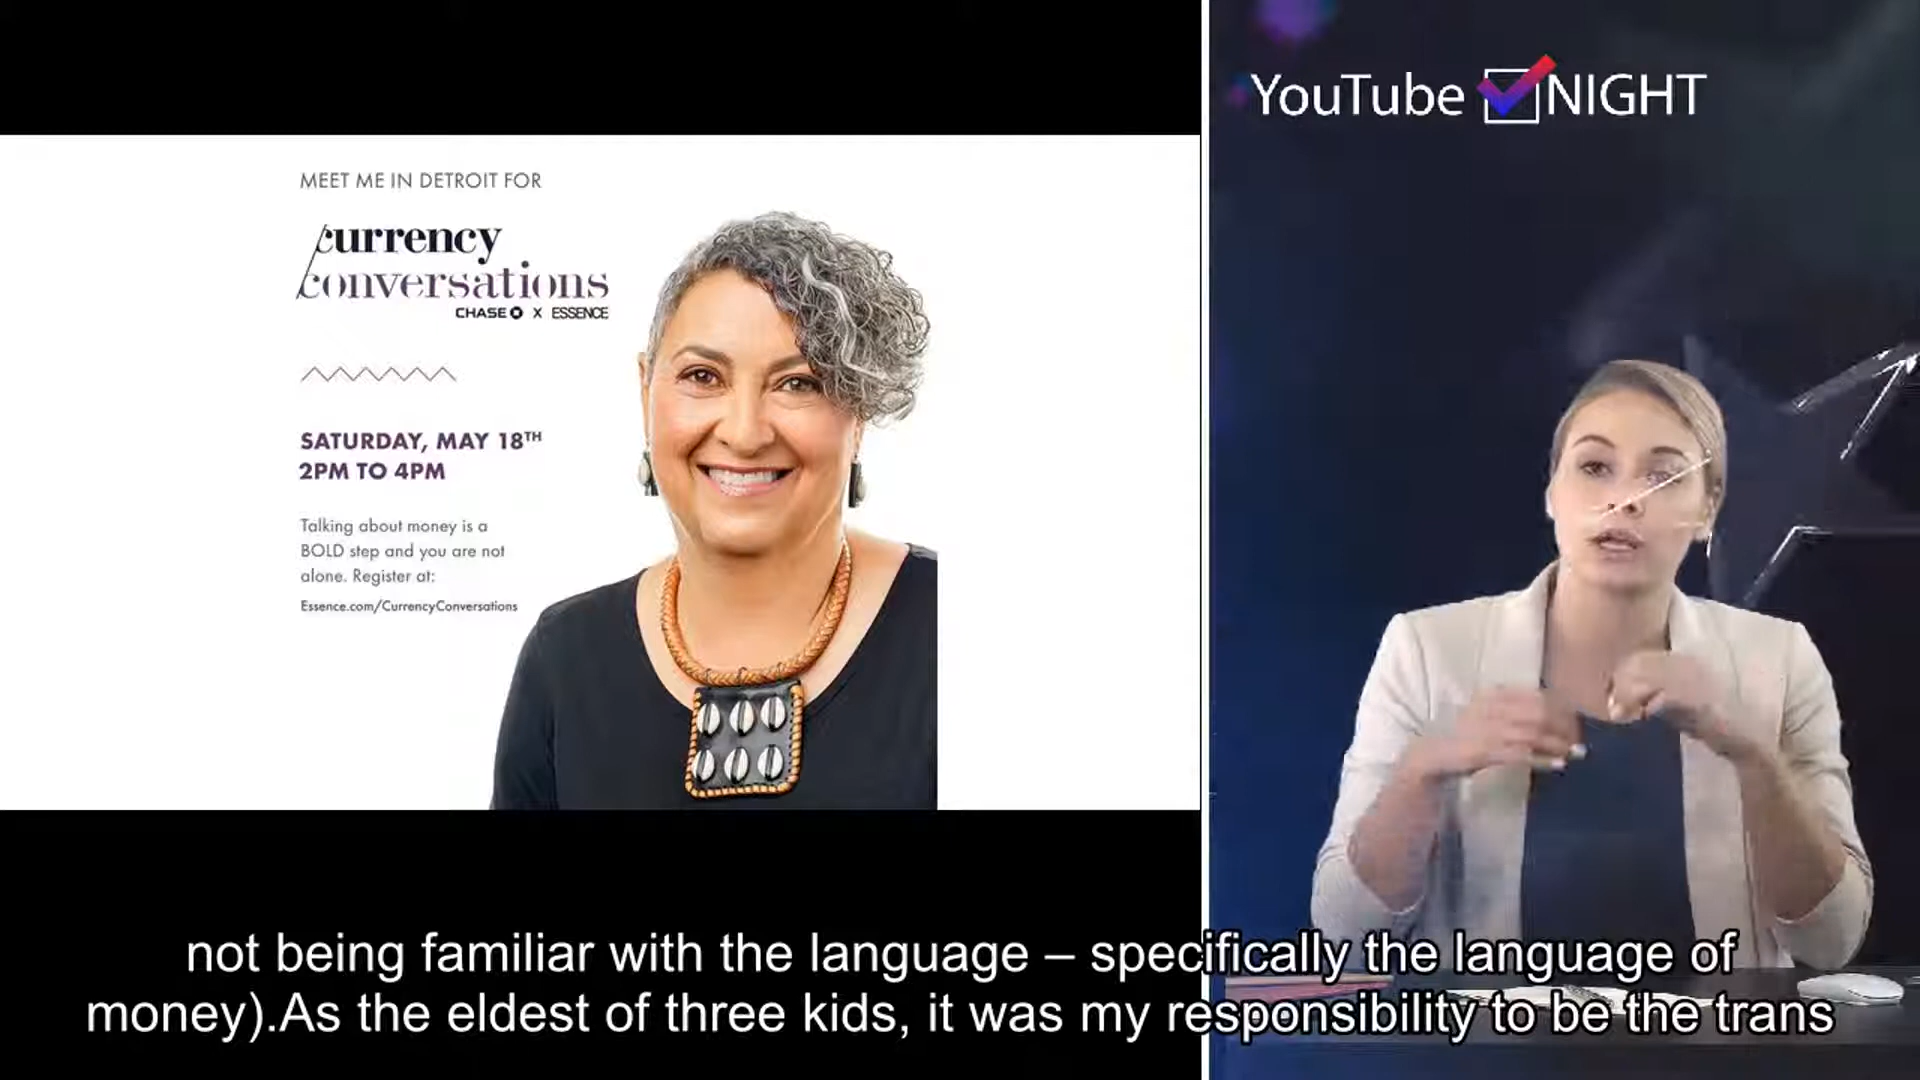 MEET ME IN DETROIT FOR
currency
conversations
CHASE X ESSENCE
SATURDAY, MAY 18TH
2PM TO 4PM
Talking about money is a
BOLD step and you are not
alone. Register at:
Essence.com/CurrencyConversations
YouTube NIGHT
not being familiar with the language – specifically the language of
money).As the eldest of three kids, it was my responsibility to be the trans